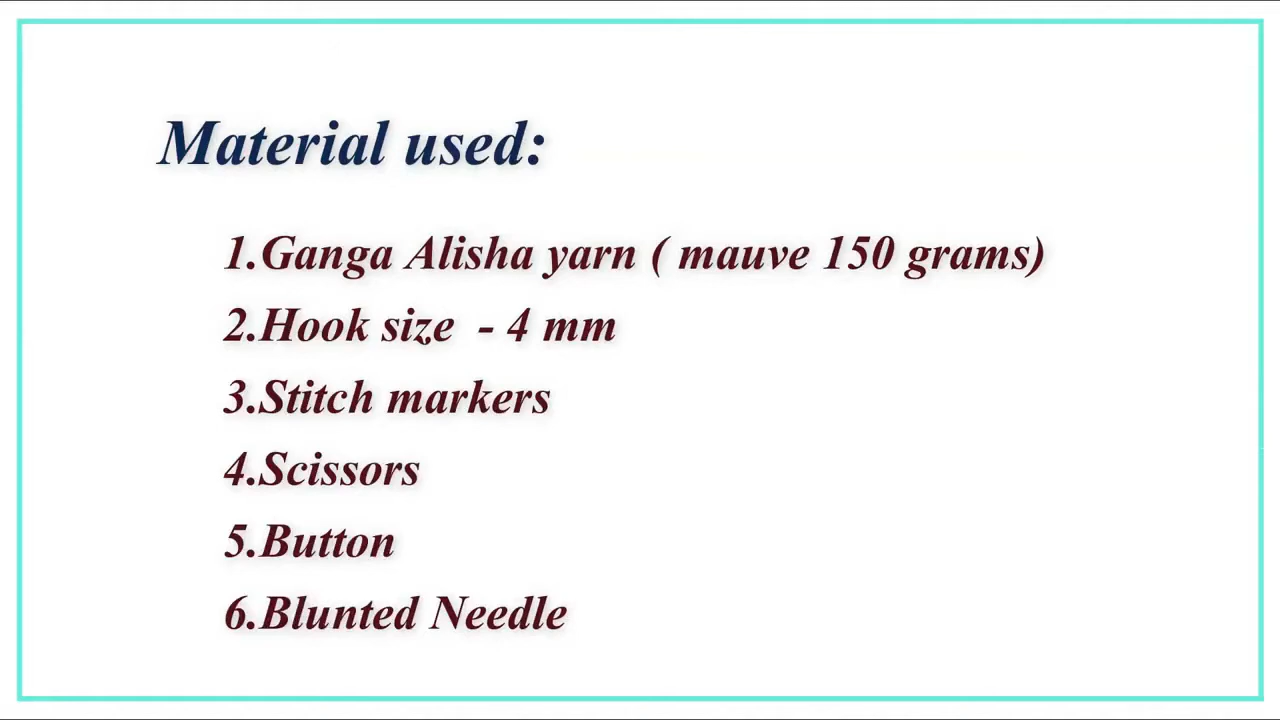 Material used:
1.Ganga Alisha yarn ( mauve 150 grams)
2.Hook size  - 4 mm
3.Stitch markers
4.Scissors
5.Button
6.Blunted Needle